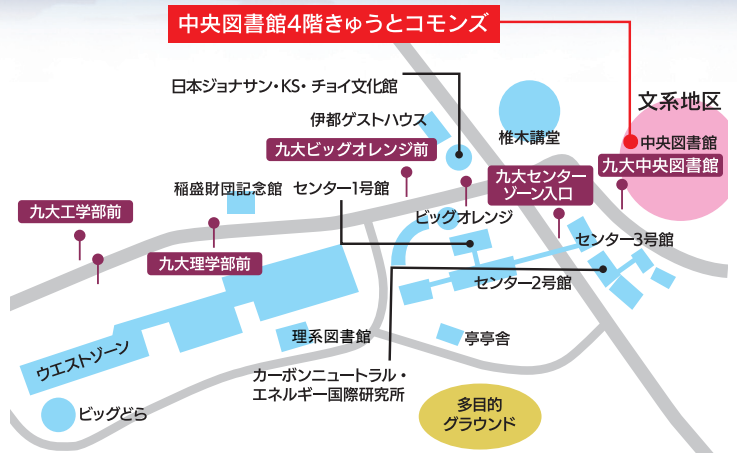 中央図書館4階きゅうとコモンズ
日本ジョナサン・KS・チョイ文化館
文系地区
伊都ゲストハウス
椎木講堂
中央図書館
九大ビッグオレンジ前
九大中央図書館
九大センター
ゾーン入口
稲盛財団記念館
センター1号館
九大工学部前
ビッグオレンジ
センター3号館
九大理学部前
センター2号館
理系図書館
亭亭舎
ウエストゾーン
カーボンニュートラル・
エネルギー国際研究所
多目的
グラウンド
ビッグどら